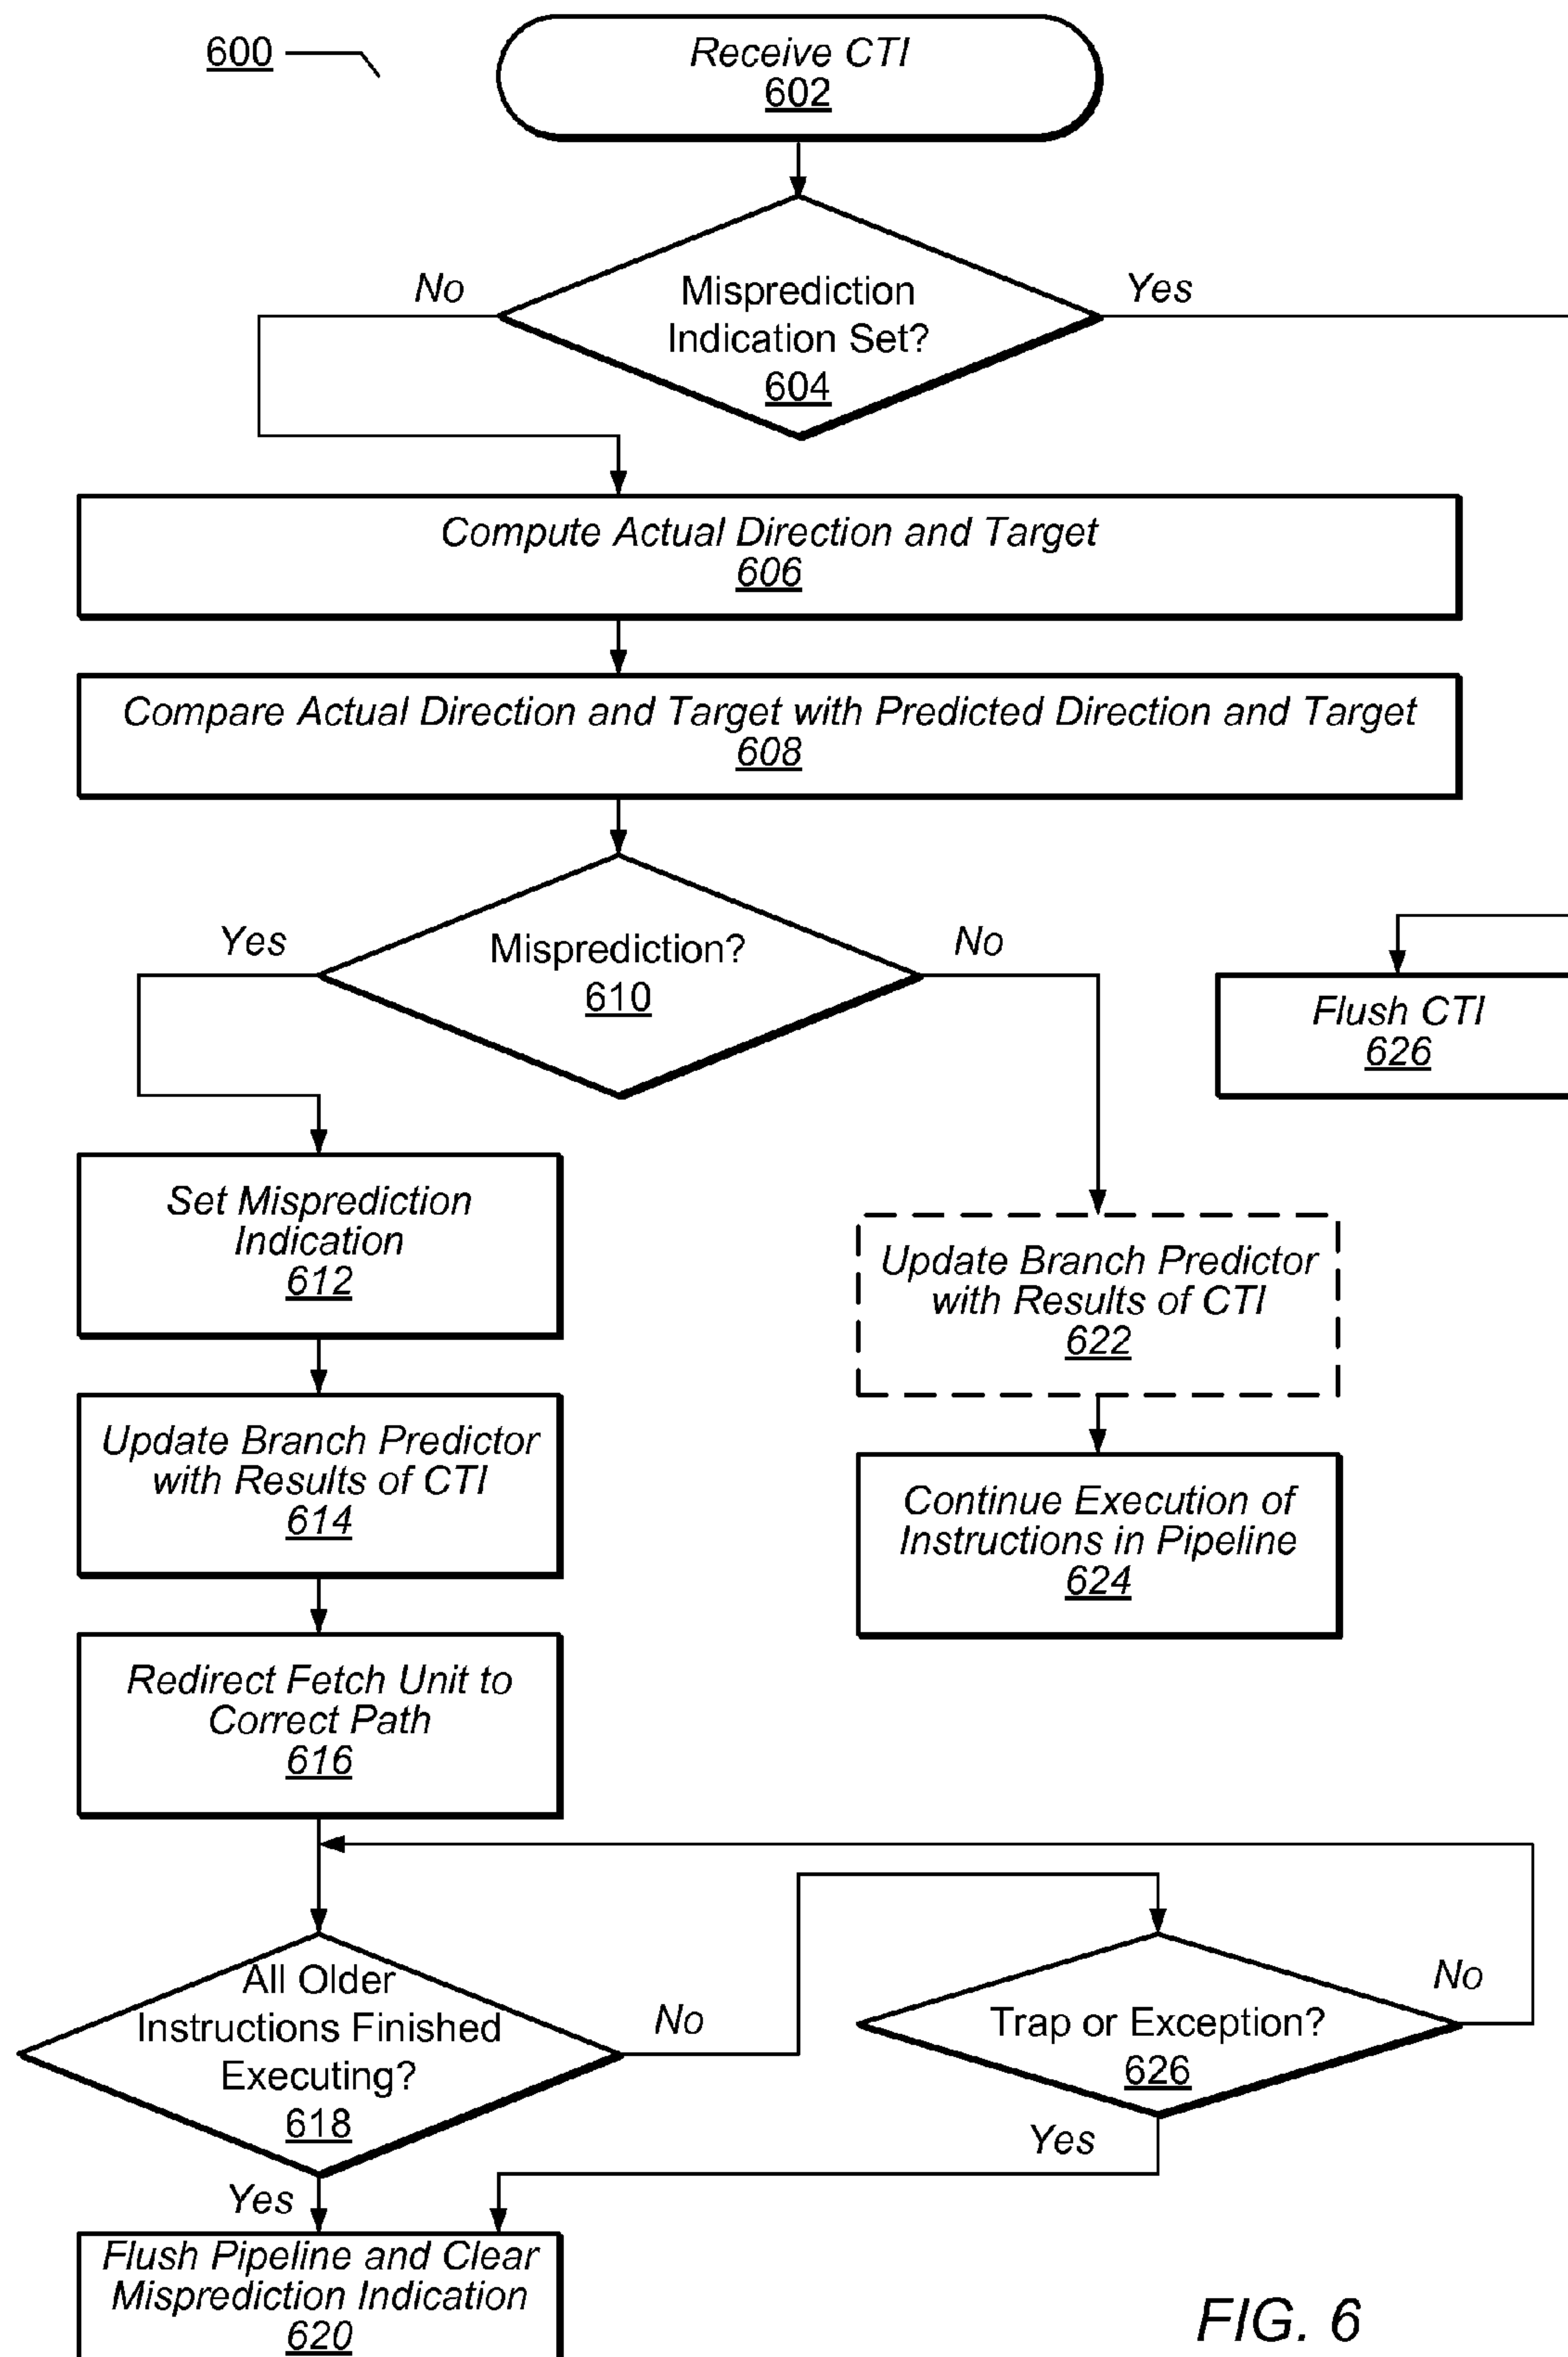 600
Receive CTI
602
No
Misprediction
Indication Set?
604
Yes
Compute Actual Direction and Target
606
Compare Actual Direction and Target with Predicted Direction and Target
608
Yes
Misprediction?
610
No
Flush CTI
626
Set Misprediction
Indication
612
Update Branch Predictor
with Results of CTI
622
Update Branch Predictor
with Results of CTI
614
Continue Execution of
Instructions in Pipeline
624
Redirect Fetch Unit to
Correct Path
616
All Older
Instructions Finished
Executing?
618
No
Trap or Exception?
626
No
Yes
Yes
Flush Pipeline and Clear
Misprediction Indication
620
FIG. 6